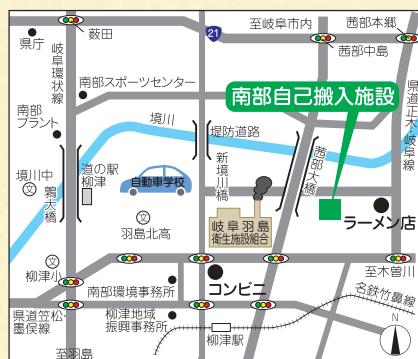 県庁
薮田
21
至岐阜市内
茜部本郷
茜部中島
岐阜環状線
南部スポーツセンター
南部自己搬入施設
県道正木・岐阜線
南部
プラント
境川
堤防道路
新境川橋
茜部大橋
境川中
文
鶉大橋
道の駅
柳津
自動車学校
文
羽島北高
岐阜羽島
衛生施設組合
ラーメン店
文
柳津小
南部環境事務所
コンビニ
至木曽川
名鉄竹鼻線
県道笠松・
墨俣線
柳津地域
振興事務所
柳津駅
至羽島
N